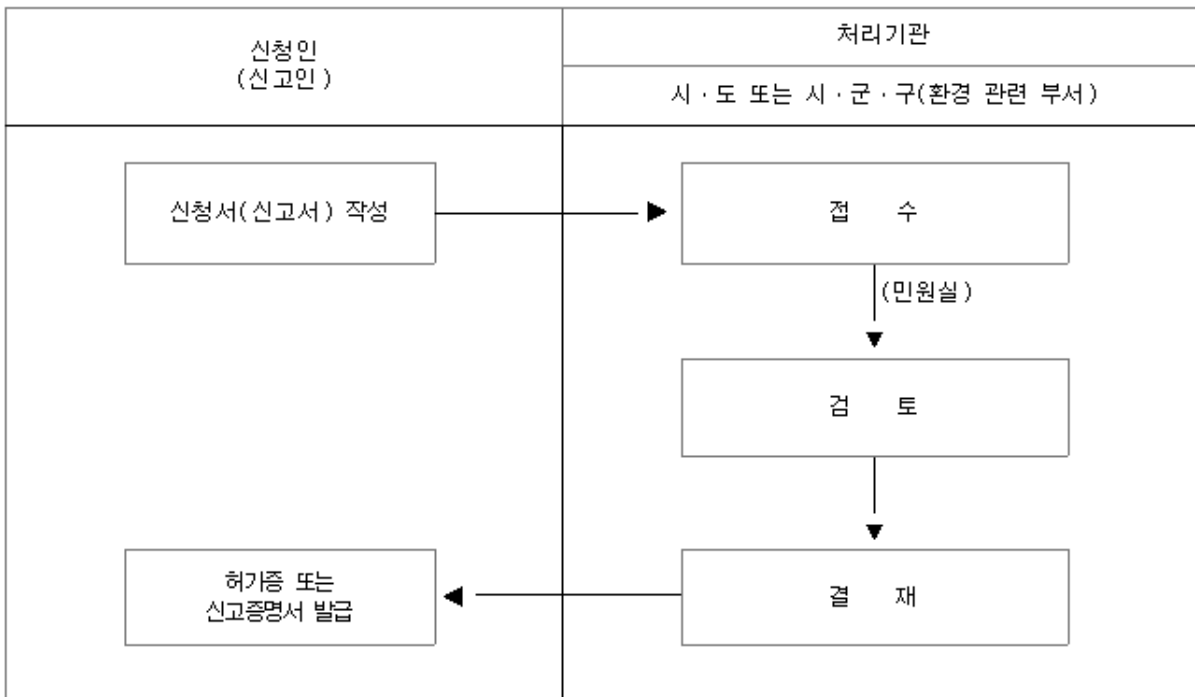 신청인
(신고인)
처리기관
시·도 또는 시·군·구(환경 관련 부서)
신청서(신고서) 작성
접 수
(민원실)
검 토
허가증 또는
신고증명서 발급
결 재